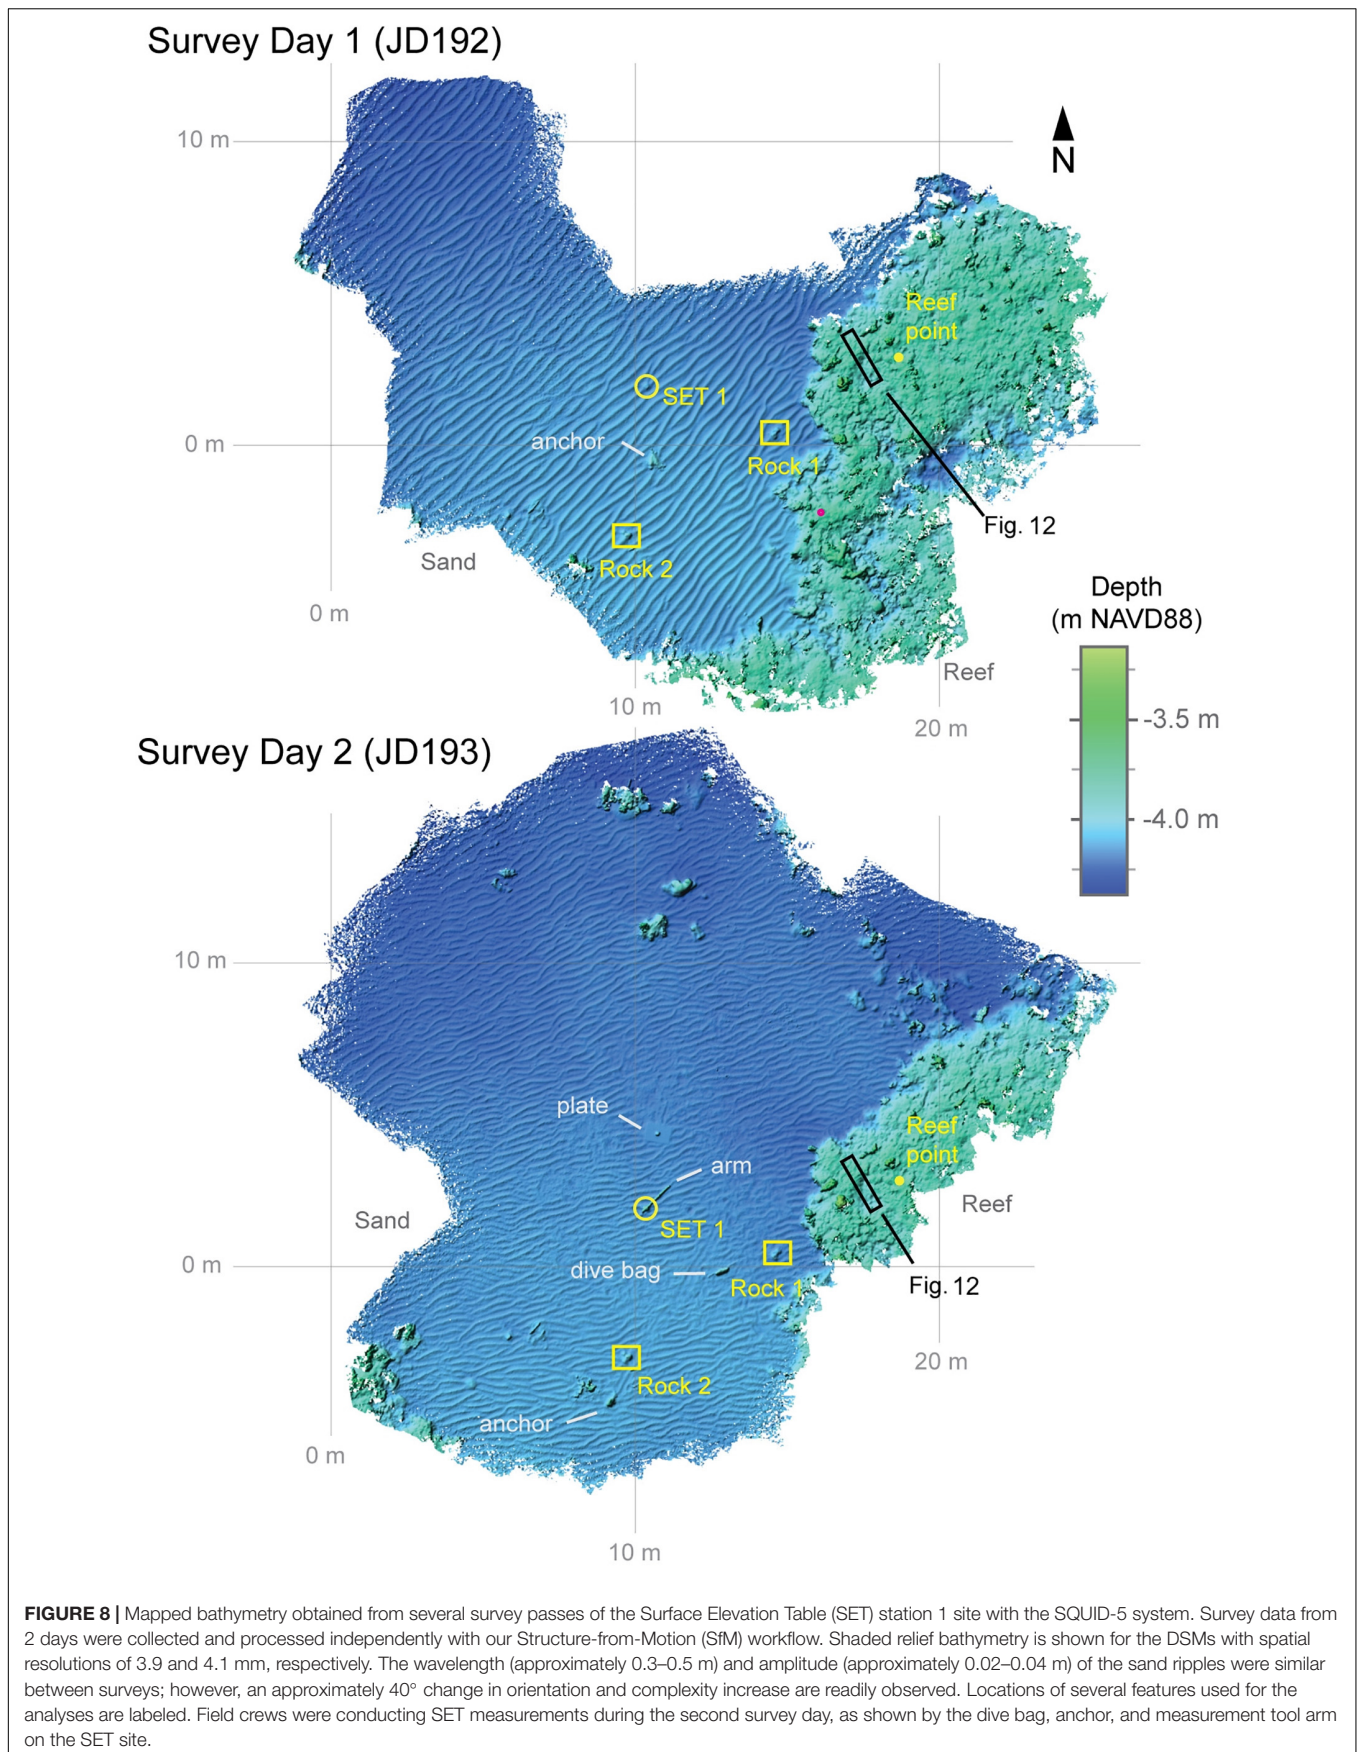 Survey Day 1 (JD192)
10 m
N
Reef
point
SET 1
anchor
0 m
Rock 1
Fig. 12
Rock 2
Sand
0 m
Depth
(m NAVD88)
Reef
10 m
20 m
-3.5 m
-4.0 m
Survey Day 2 (JD193)
10 m
plate
Reef
point
arm
Sand
SET 1
Reef
0 m
dive bag
Rock 1
Fig. 12
20 m
Rock 2
anchor
0 m
10 m
FIGURE 8 | Mapped bathymetry obtained from several survey passes of the Surface Elevation Table (SET) station 1 site with the SQUID-5 system. Survey data from
2 days were collected and processed independently with our Structure-from-Motion (SfM) workflow. Shaded relief bathymetry is shown for the DSMs with spatial
resolutions of 3.9 and 4.1 mm, respectively. The wavelength (approximately 0.3–0.5 m) and amplitude (approximately 0.02–0.04 m) of the sand ripples were similar
between surveys; however, an approximately 40° change in orientation and complexity increase are readily observed. Locations of several features used for the
analyses are labeled. Field crews were conducting SET measurements during the second survey day, as shown by the dive bag, anchor, and measurement tool arm
on the SET site.